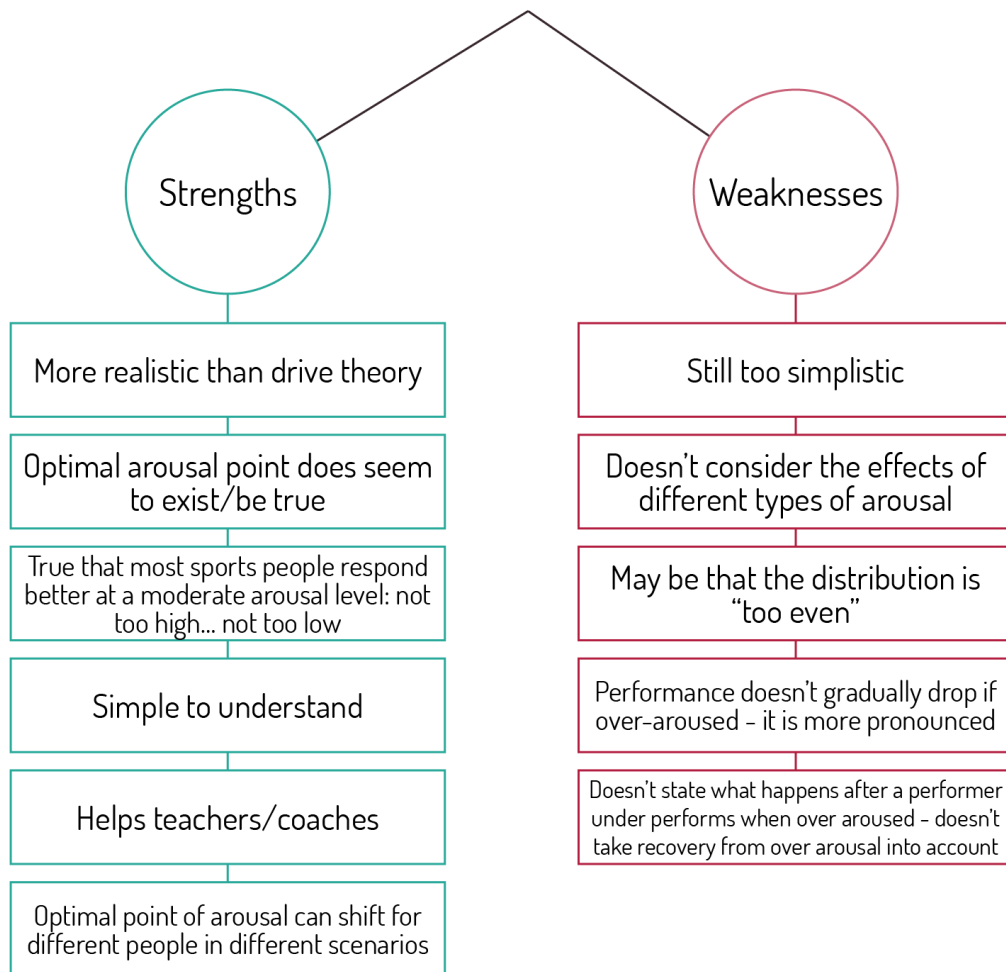 Strengths
More realistic than drive theory
Optimal arousal point does seem
to exist/be true
True that most sports people respond
better at a moderate arousal level: not
too high... not too low
Simple to understand
Helps teachers/coaches
Optimal point of arousal can shift for
different people in different scenarios
Weaknesses
Still too simplistic
Doesn't consider the effects of
different types of arousal
May be that the distribution is
“too even”
Performance doesn't gradually drop if
over-aroused - it is more pronounced
Doesn't state what happens after a performer
under performs when over aroused - doesn't
take recovery from over arousal into account